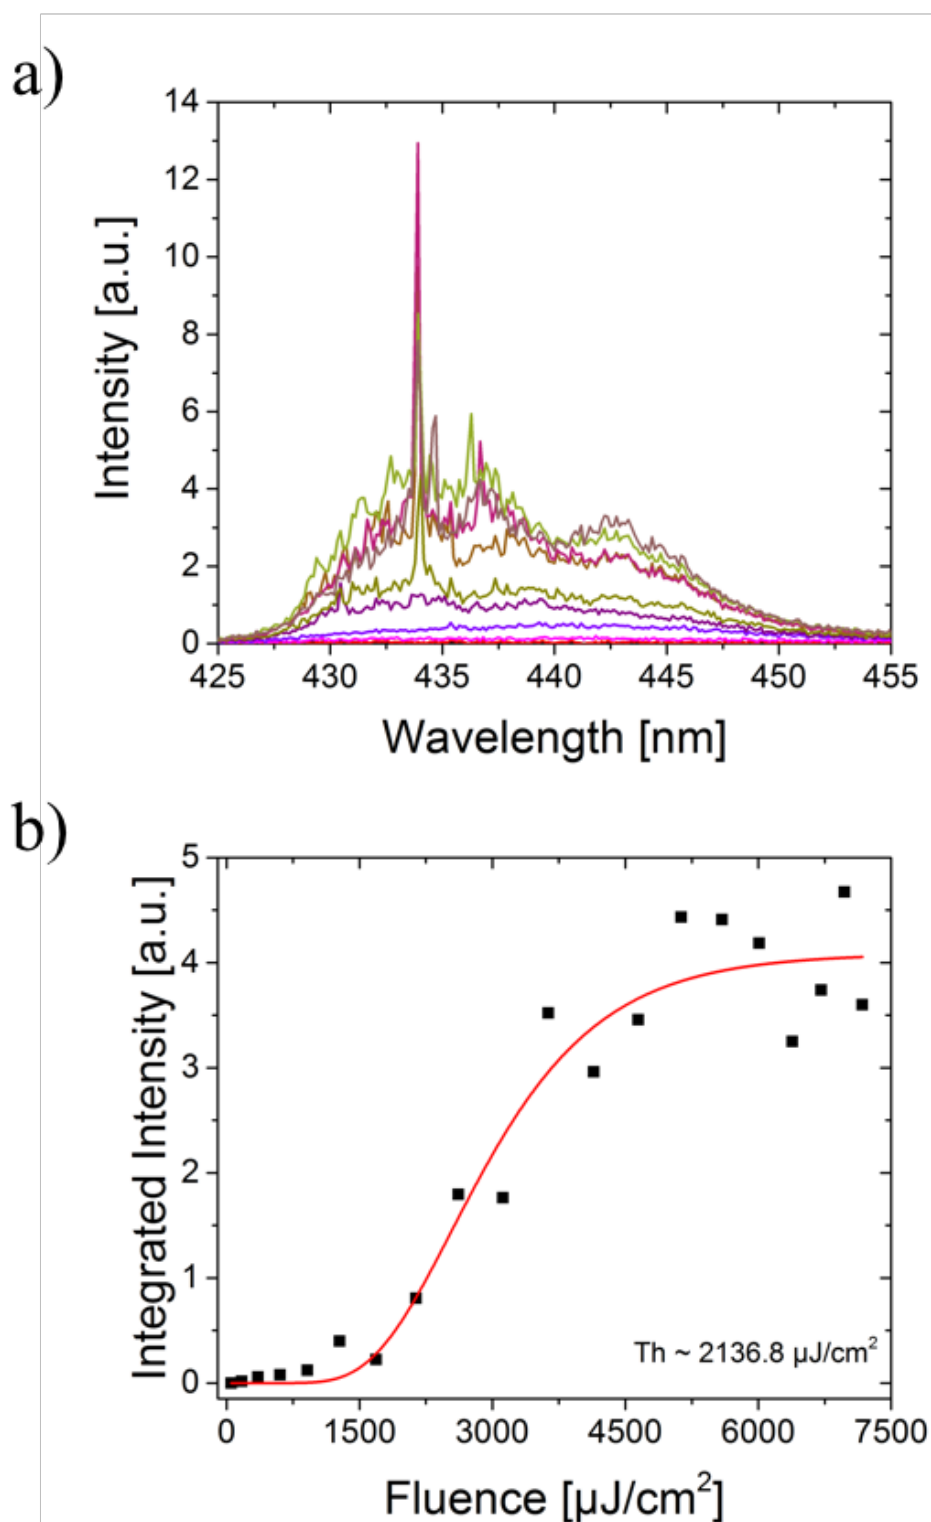 a)
14
12
10
8
6
4
2
0
Intensity [a.u.]
425 430 435 440 445 450 455
Wavelength [nm]
b)
5
4
3
2
1
0
Integrated Intensity [a.u.]
Th ~ 2136.8 µJ/cm²
0 1500 3000 4500 6000 7500
Fluence [µJ/cm²]